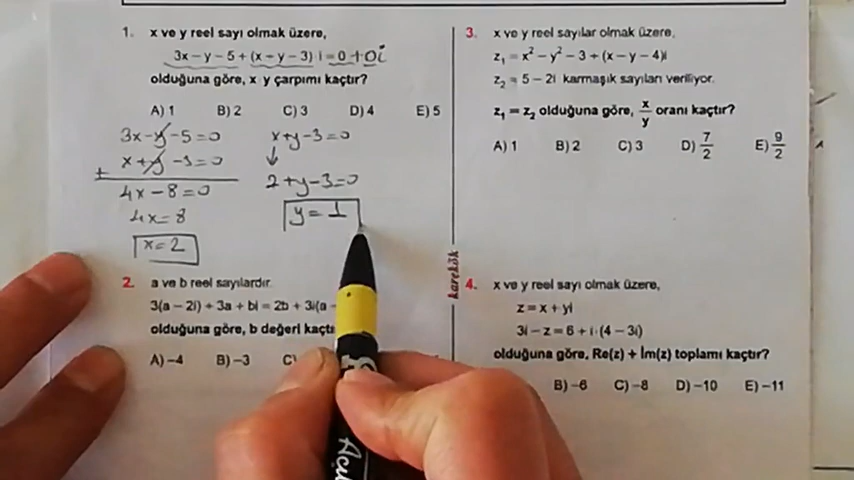 1. x ve y reel sayı olmak üzere,
3x – y – 5 + (x + y – 3) i = 0 + 0i
olduğuna göre, x y çarpımı kaçtır?
A) 1 B) 2 C) 3 D) 4 E) 5
3x - y - 5 = 0
+ x + y - 3 = 0
4x - 8 = 0
4x = 8
x = 2
x + y - 3 = 0
↓
2 + y - 3 = 0
y = 1
2. a ve b reel sayılardır.
3(a – 2i) + 3a + bi = 2b + 3i(a –
olduğuna göre, b değeri kaçtı
A) –4 B) –3 C)
karekök
3. x ve y reel sayılar olmak üzere,
z₁ = x² – y² – 3 + (x – y – 4)i
z₂ = 5 – 2i karmaşık sayıları veriliyor.
z₁ = z₂ olduğuna göre, x/y oranı kaçtır?
A) 1 B) 2 C) 3 D) 7/2 E) 9/2
4. x ve y reel sayı olmak üzere,
z = x + yi
3i – z = 6 + i·(4 – 3i)
olduğuna göre, Re(z) + İm(z) toplamı kaçtır?
B) –6 C) –8 D) –10 E) –11